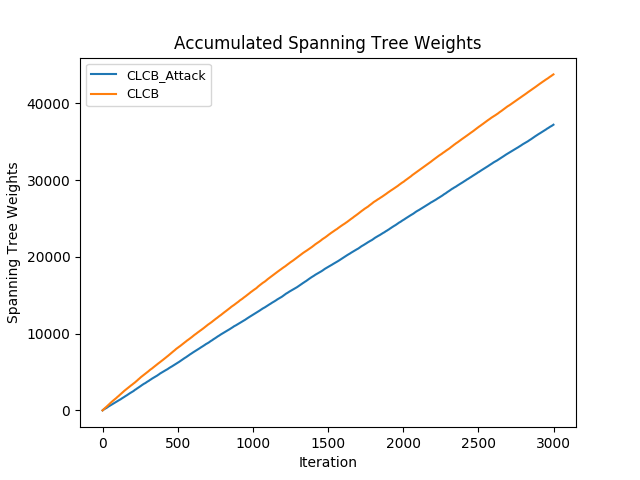 Accumulated Spanning Tree Weights
CLCB_Attack
CLCB
Spanning Tree Weights
40000
30000
20000
10000
0
0 500 1000 1500 2000 2500 3000
Iteration